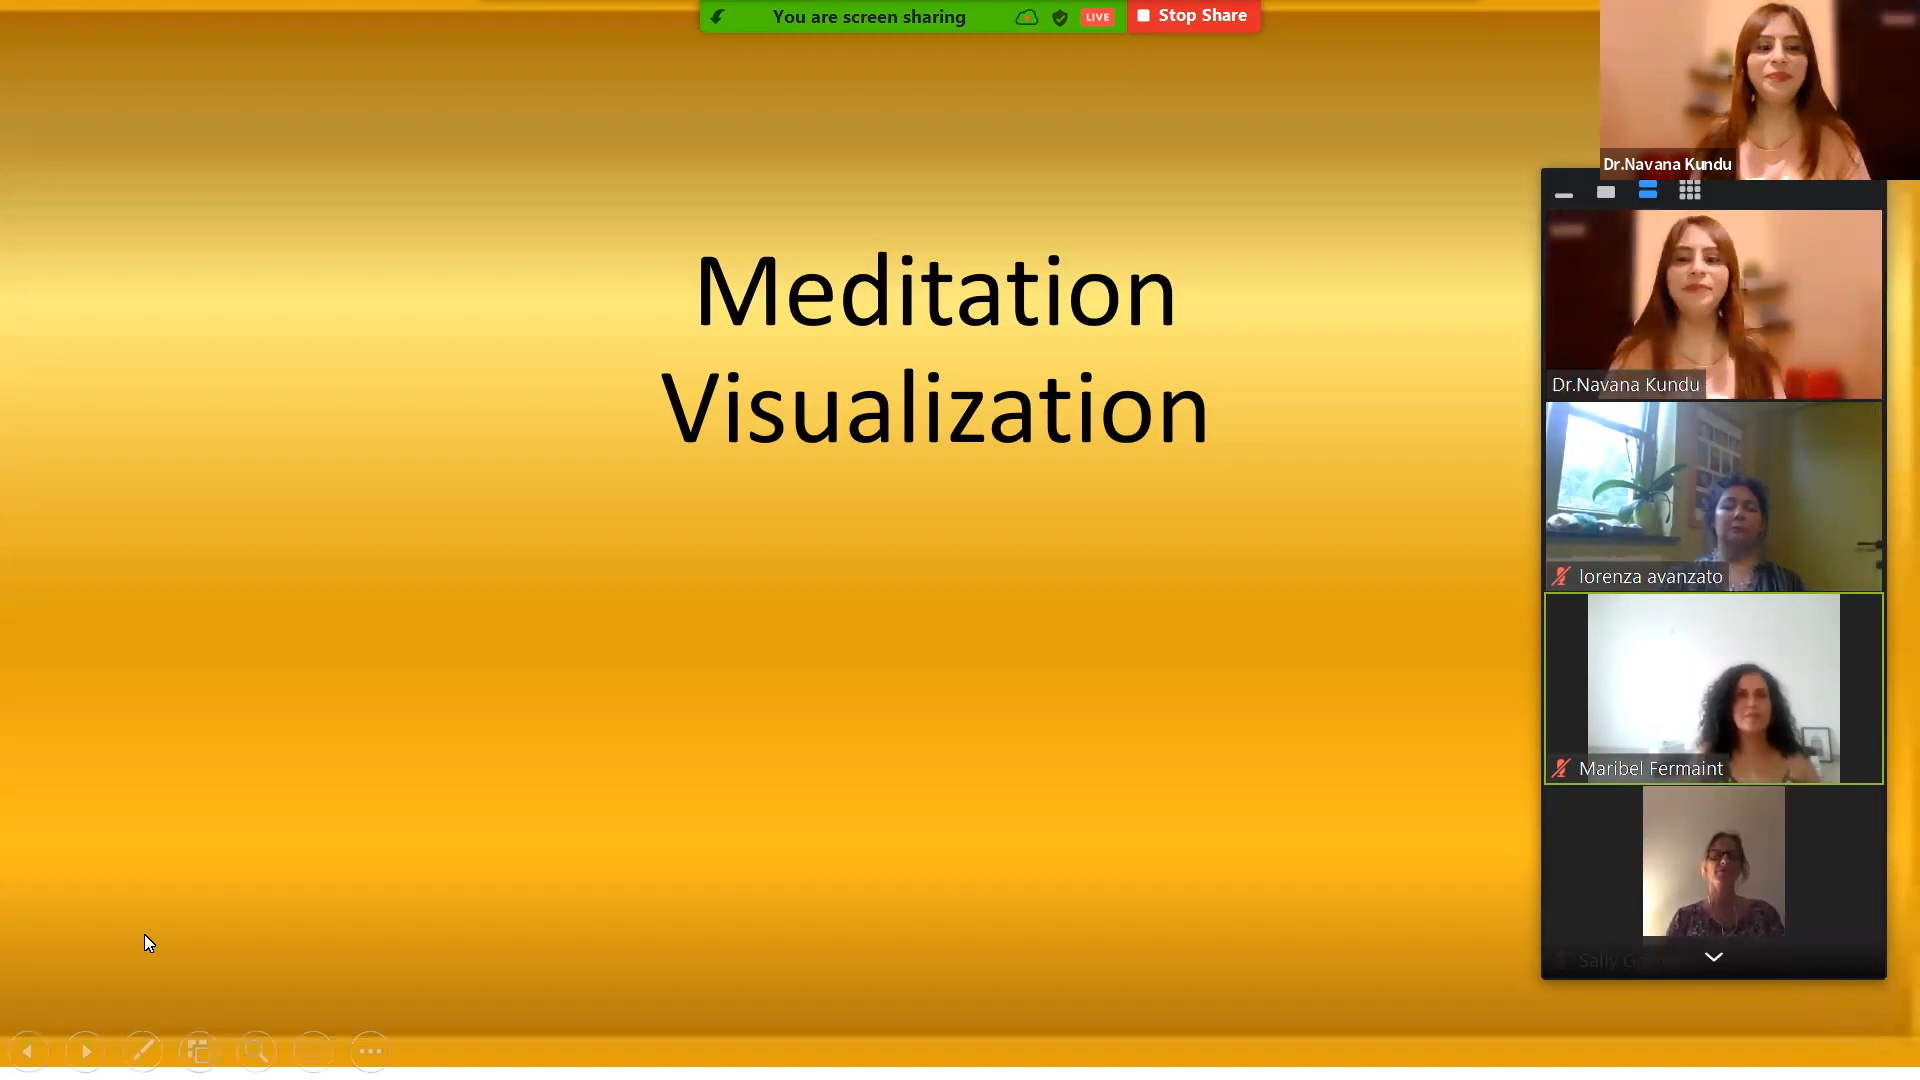 You are screen sharing
LIVE
Stop Share
Dr.Navana Kundu
Meditation
Visualization
Dr.Navana Kundu
lorenza avanzato
Maribel Fermaint
Sally